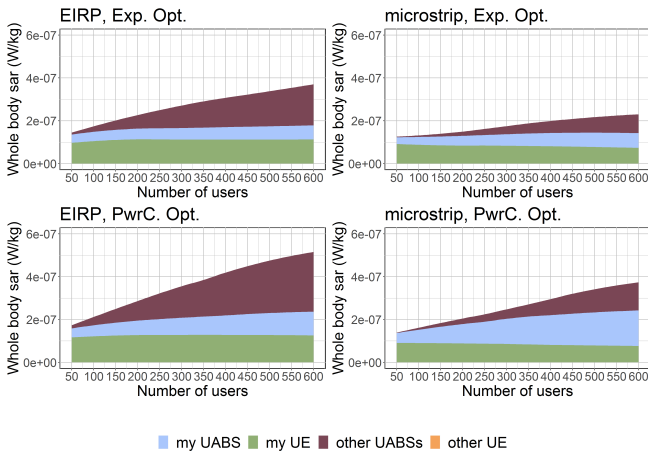 EIRP, Exp. Opt.
Whole body sar (W/kg)
6e-07
4e-07
2e-07
0e+00
50 100 150 200 250 300 350 400 450 500 550 600
Number of users
microstrip, Exp. Opt.
Whole body sar (W/kg)
6e-07
4e-07
2e-07
0e+00
50 100 150 200 250 300 350 400 450 500 550 600
Number of users
EIRP, PwrC. Opt.
Whole body sar (W/kg)
6e-07
4e-07
2e-07
0e+00
50 100 150 200 250 300 350 400 450 500 550 600
Number of users
microstrip, PwrC. Opt.
Whole body sar (W/kg)
6e-07
4e-07
2e-07
0e+00
50 100 150 200 250 300 350 400 450 500 550 600
Number of users
my UABS my UE other UABSs other UE